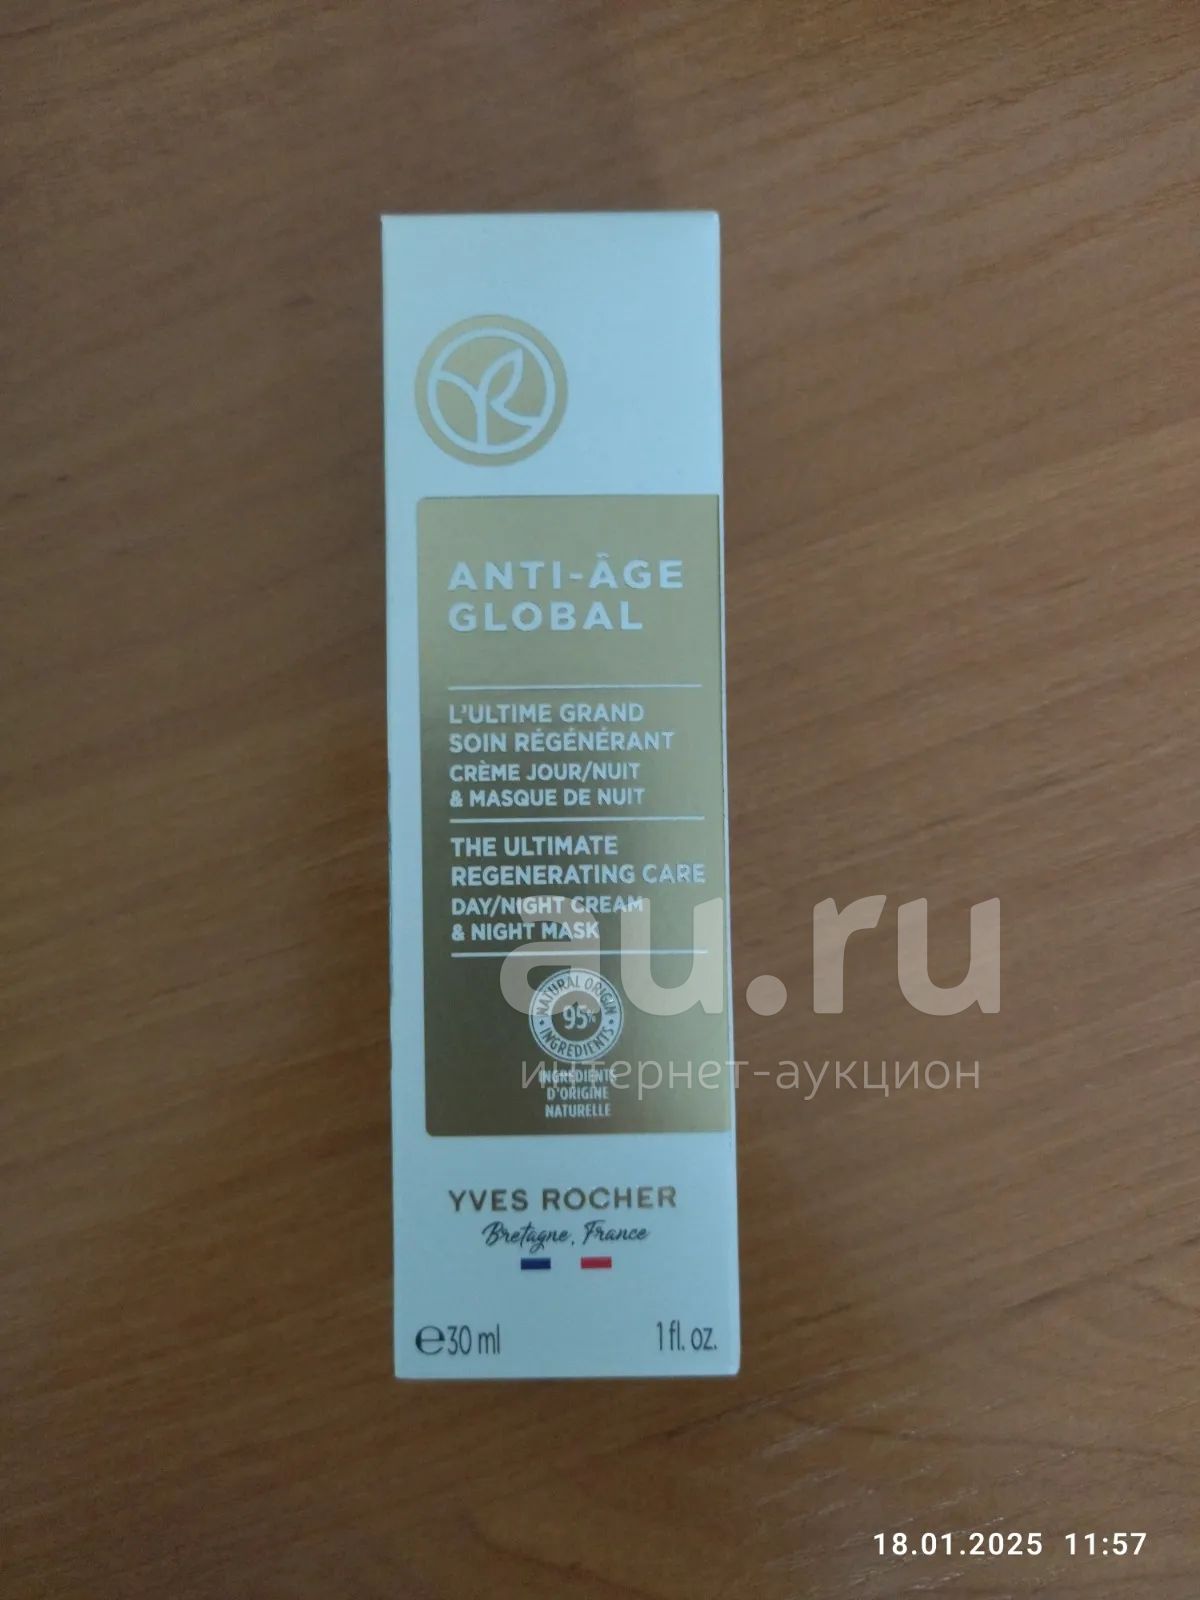 ANTI-ÂGE
GLOBAL
L'ULTIME GRAND
SOIN RÉGÉNÉRANT
CRÈME JOUR/NUIT
& MASQUE DE NUIT
THE ULTIMATE
REGENERATING CARE
DAY/NIGHT CREAM
& NIGHT MASK
au.ru
NATURAL ORIGIN
95%
INGREDIENTS
интернет-аукцион
INGRÉDIENTS
D'ORIGINE
NATURELLE
YVES ROCHER
Bretagne, France
℮30 ml 1 fl. oz.
18.01.2025 11:57